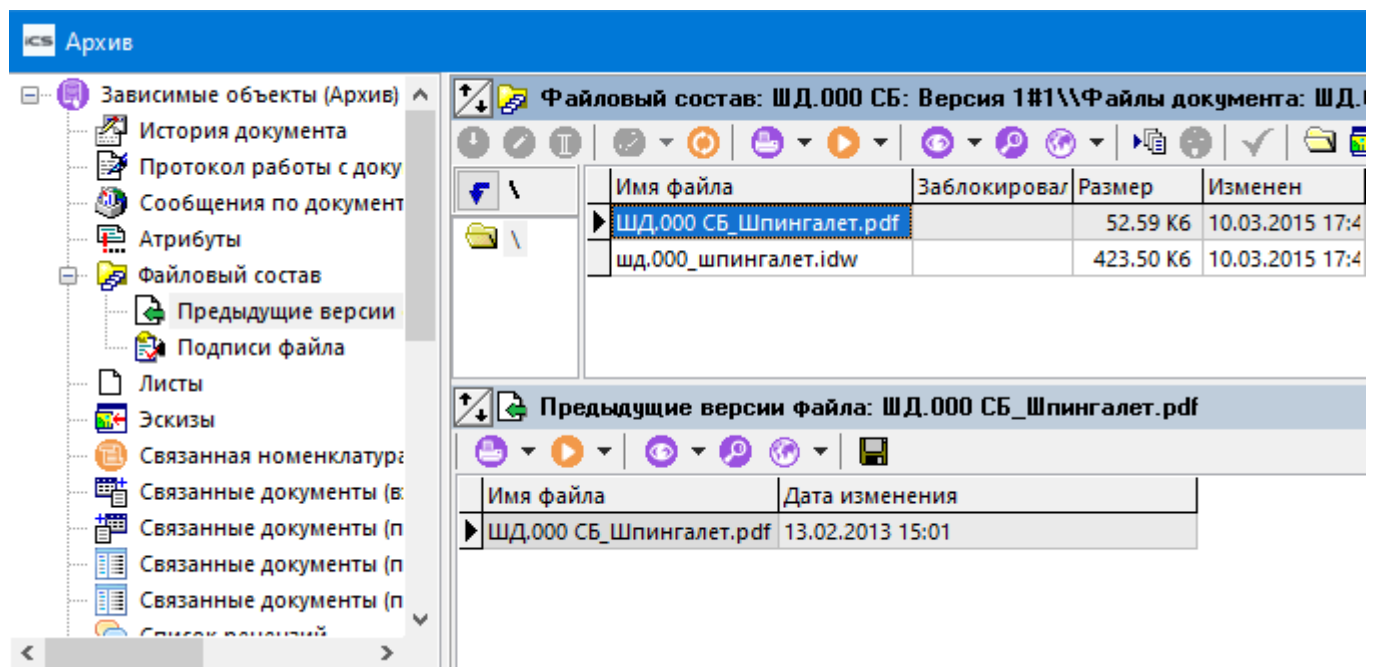 iCS Архив
Зависимые объекты (Архив)
История документа
Протокол работы с доку
Сообщения по документ
Атрибуты
Файловый состав
Предыдущие версии
Подписи файла
Листы
Эскизы
Связанная номенклатура
Связанные документы (в
Связанные документы (п
Связанные документы (п
Связанные документы (п
Список рецензий
Файловый состав: ШД.000 СБ: Версия 1#1\\Файлы документа: ШД.
\
\
Имя файла Заблокировал Размер Изменен
ШД.000 СБ_Шпингалет.pdf 52.59 Кб 10.03.2015 17:4
шд.000_шпингалет.idw 423.50 Кб 10.03.2015 17:4
Предыдущие версии файла: ШД.000 СБ_Шпингалет.pdf
Имя файла Дата изменения
ШД.000 СБ_Шпингалет.pdf 13.02.2013 15:01